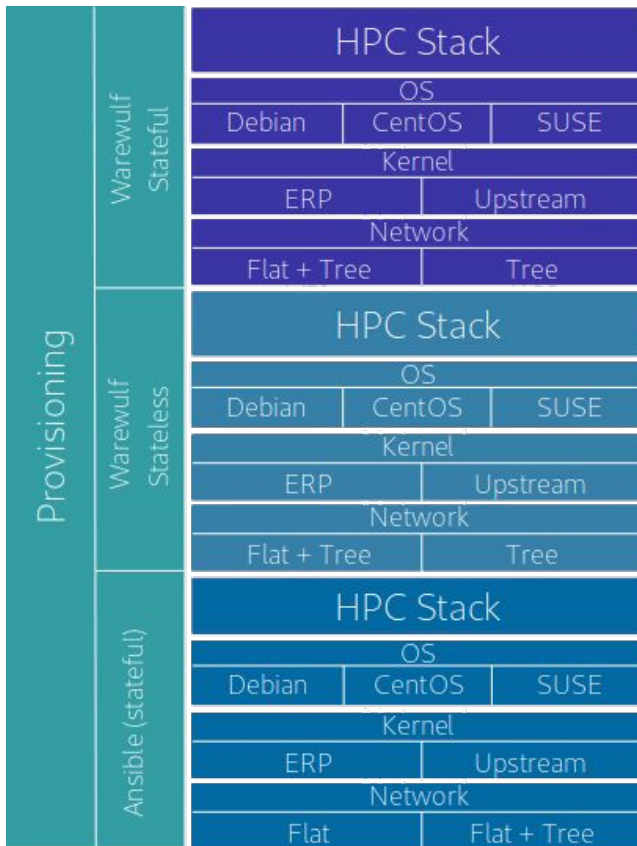 Provisioning
Warewulf
Stateful
HPC Stack
OS
Debian CentOS SUSE
Kernel
ERP Upstream
Network
Flat + Tree Tree
Warewulf
Stateless
HPC Stack
OS
Debian CentOS SUSE
Kernel
ERP Upstream
Network
Flat + Tree Tree
Ansible (stateful)
HPC Stack
OS
Debian CentOS SUSE
Kernel
ERP Upstream
Network
Flat Flat + Tree